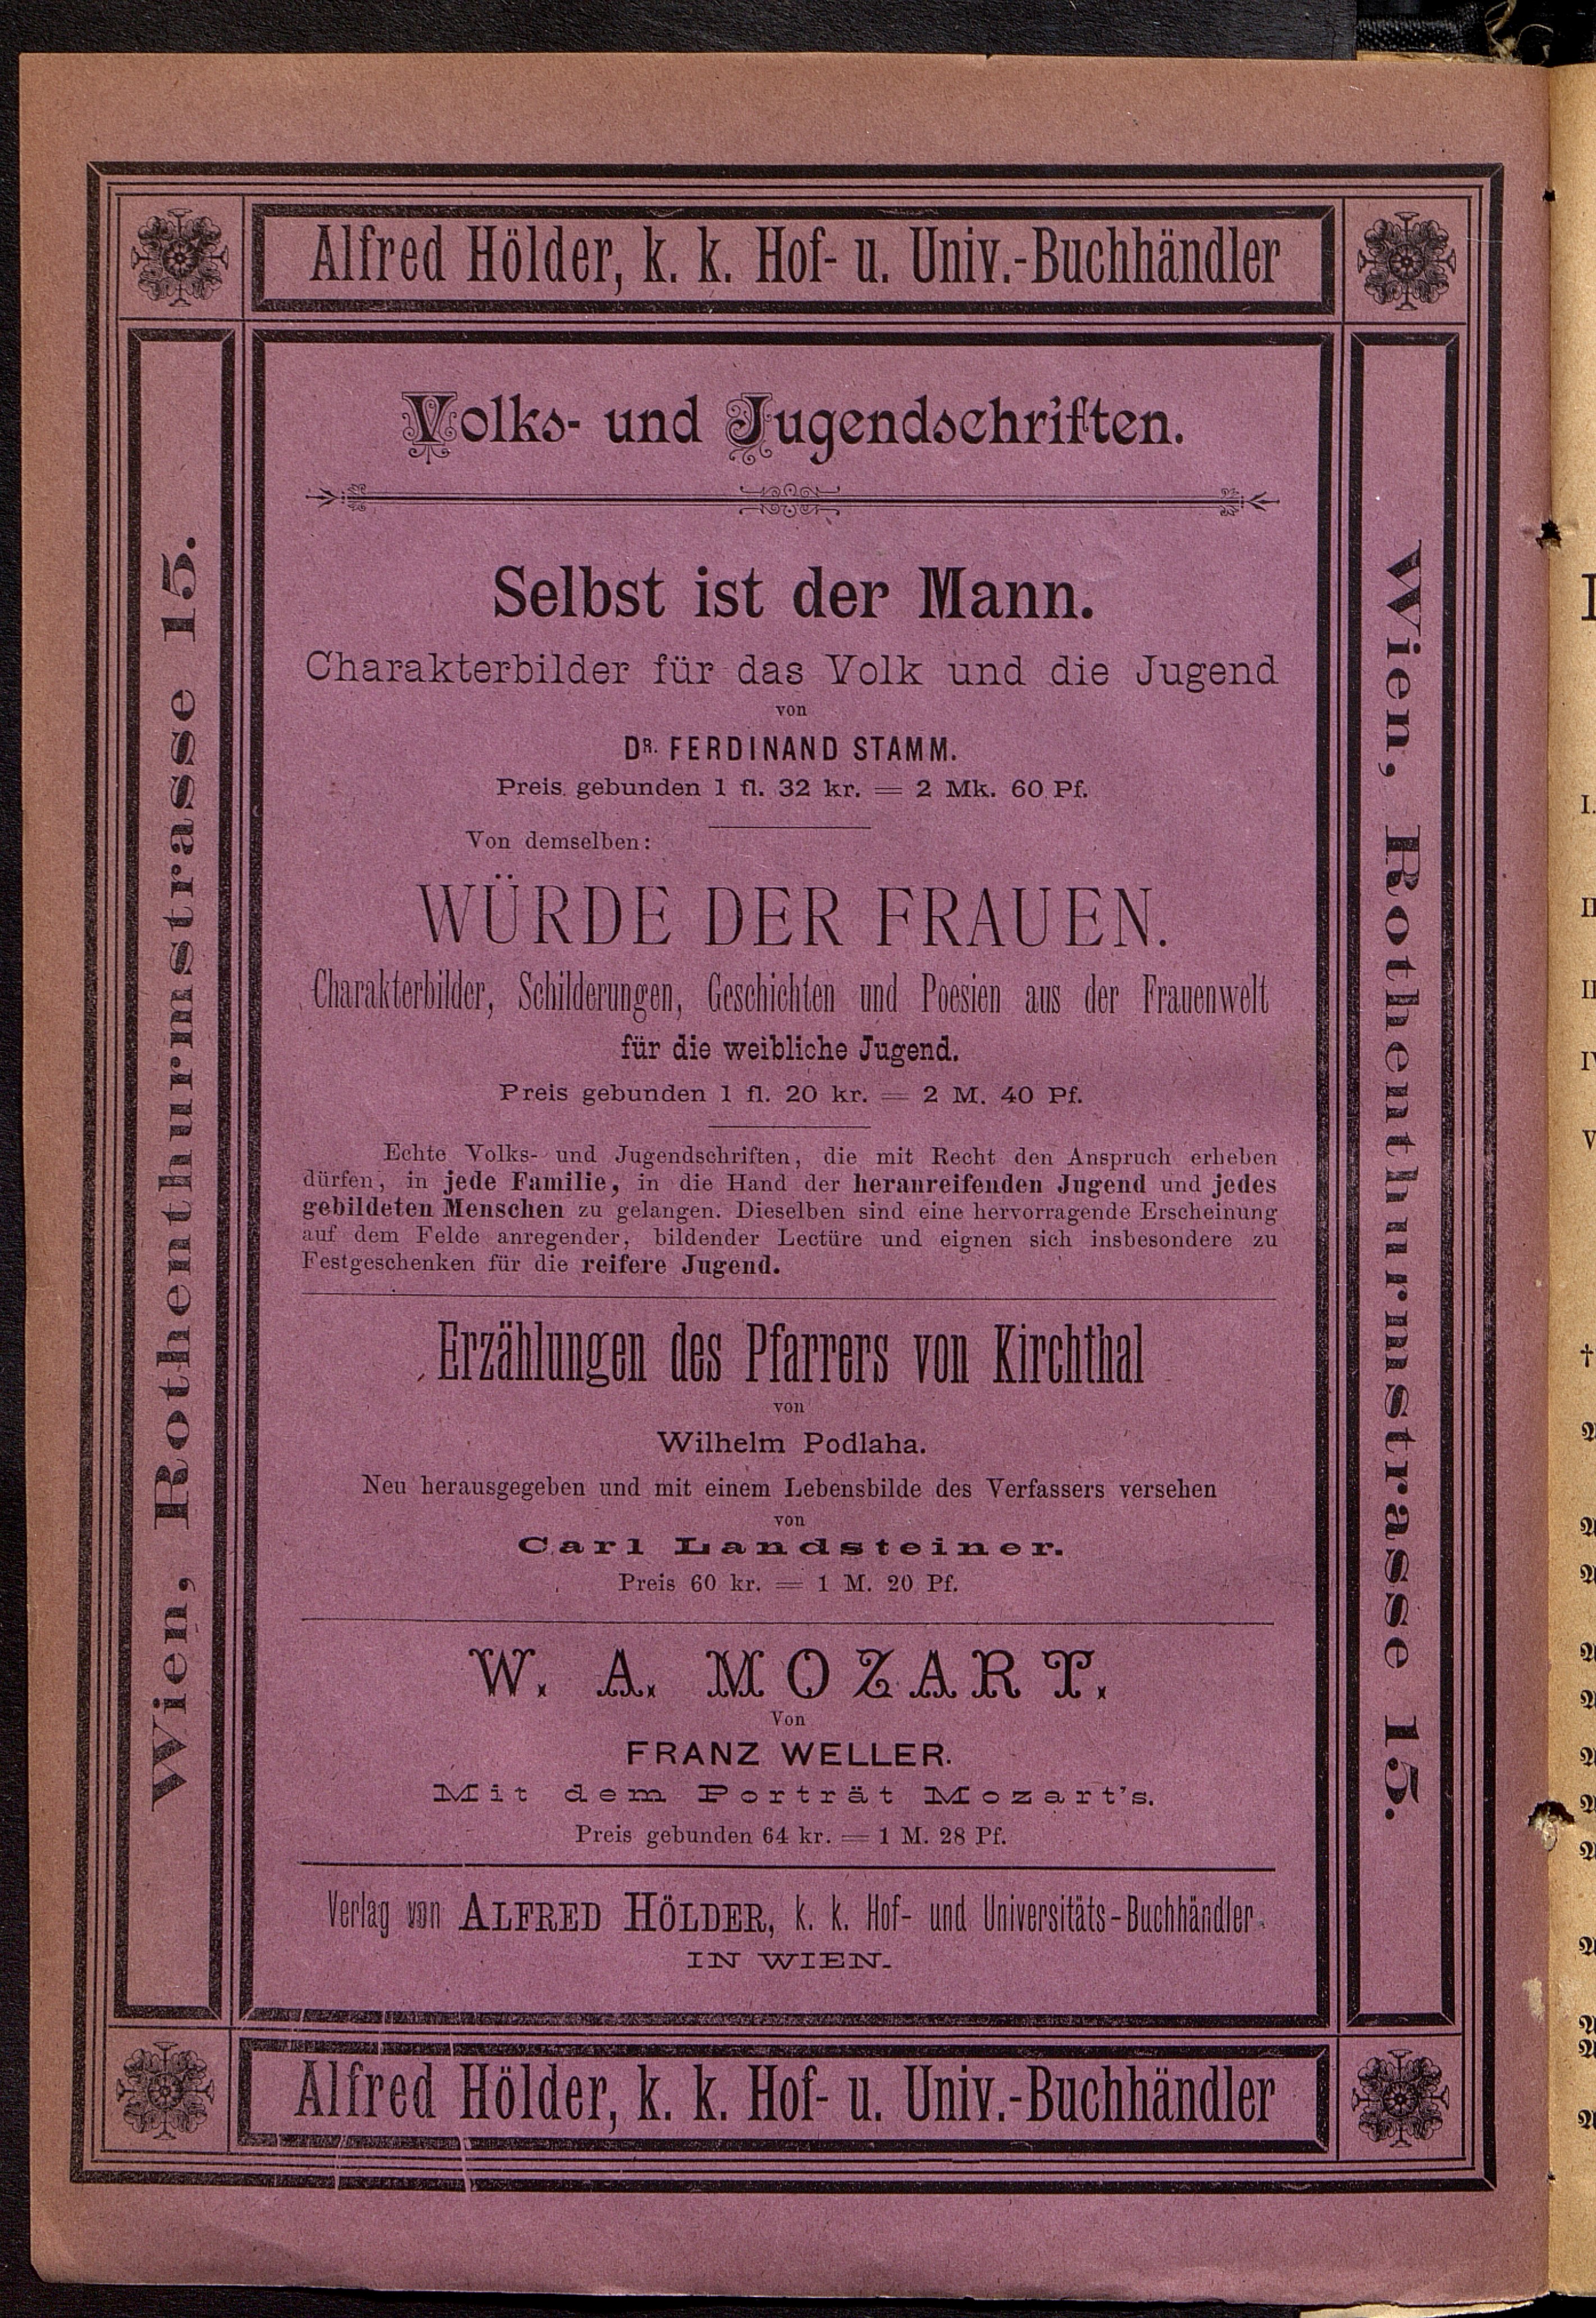 Alfred Hölder, k. k. Hof- u. Univ.-Buchhändler
Wien, Rothenthurmstrasse 15.
Volks- und Jugendschriften.
Selbst ist der Mann.
Charakterbilder für das Volk und die Jugend
von
DR. FERDINAND STAMM.
Preis gebunden 1 fl. 32 kr. = 2 Mk. 60 Pf.
Von demselben:
WÜRDE DER FRAUEN.
Charakterbilder, Schilderungen, Geschichten und Poesien aus der Frauenwelt
für die weibliche Jugend.
Preis gebunden 1 fl. 20 kr. = 2 M. 40 Pf.
Echte Volks- und Jugendschriften, die mit Recht den Anspruch erheben
dürfen, in jede Familie, in die Hand der heranreifenden Jugend und jedes
gebildeten Menschen zu gelangen. Dieselben sind eine hervorragende Erscheinung
auf dem Felde anregender, bildender Lectüre und eignen sich insbesondere zu
Festgeschenken für die reifere Jugend.
Erzählungen des Pfarrers von Kirchthal
von
Wilhelm Podlaha.
Neu herausgegeben und mit einem Lebensbilde des Verfassers versehen
von
Carl Landsteiner.
Preis 60 kr. = 1 M. 20 Pf.
W. A. MOZART.
Von
FRANZ WELLER.
Mit dem Porträt Mozart's.
Preis gebunden 64 kr. = 1 M. 28 Pf.
Verlag von ALFRED HÖLDER, k. k. Hof- und Universitäts-Buchhändler
IN WIEN.
Wien, Rothenthurmstrasse 15.
Alfred Hölder, k. k. Hof- u. Univ.-Buchhändler